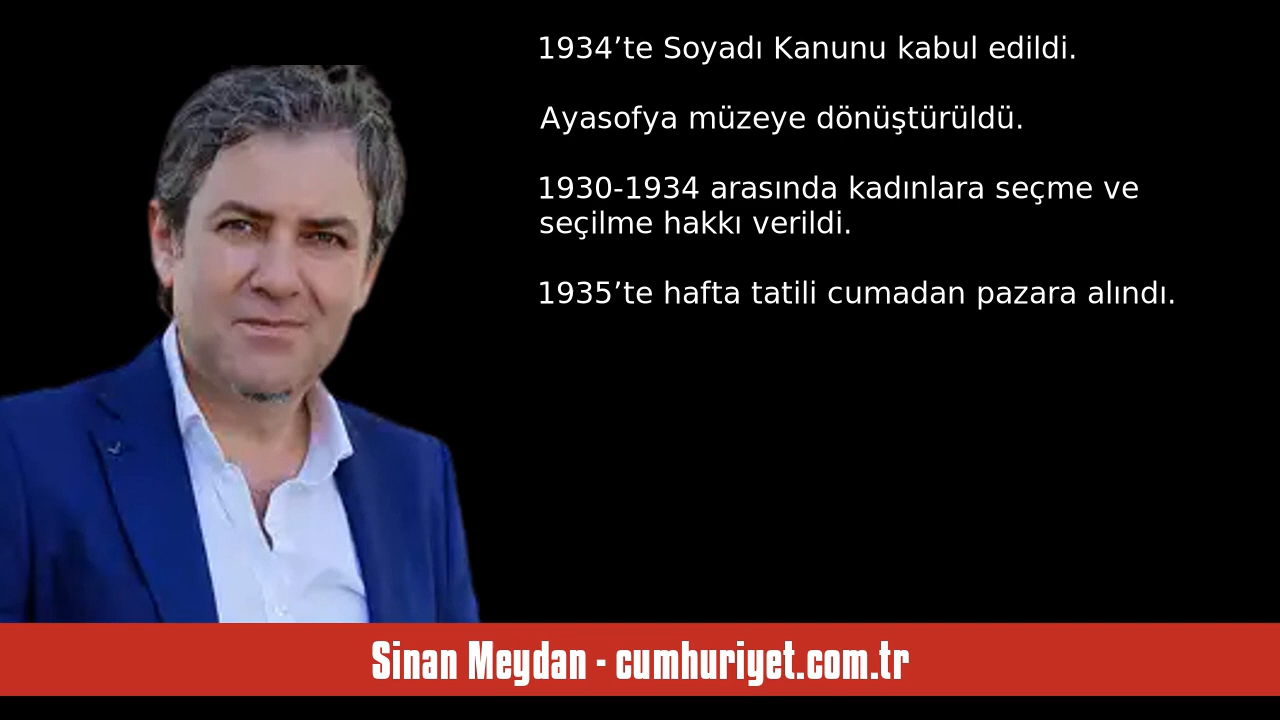 1934’te Soyadı Kanunu kabul edildi.
Ayasofya müzeye dönüştürüldü.
1930-1934 arasında kadınlara seçme ve
seçilme hakkı verildi.
1935’te hafta tatili cumadan pazara alındı.
Sinan Meydan - cumhuriyet.com.tr